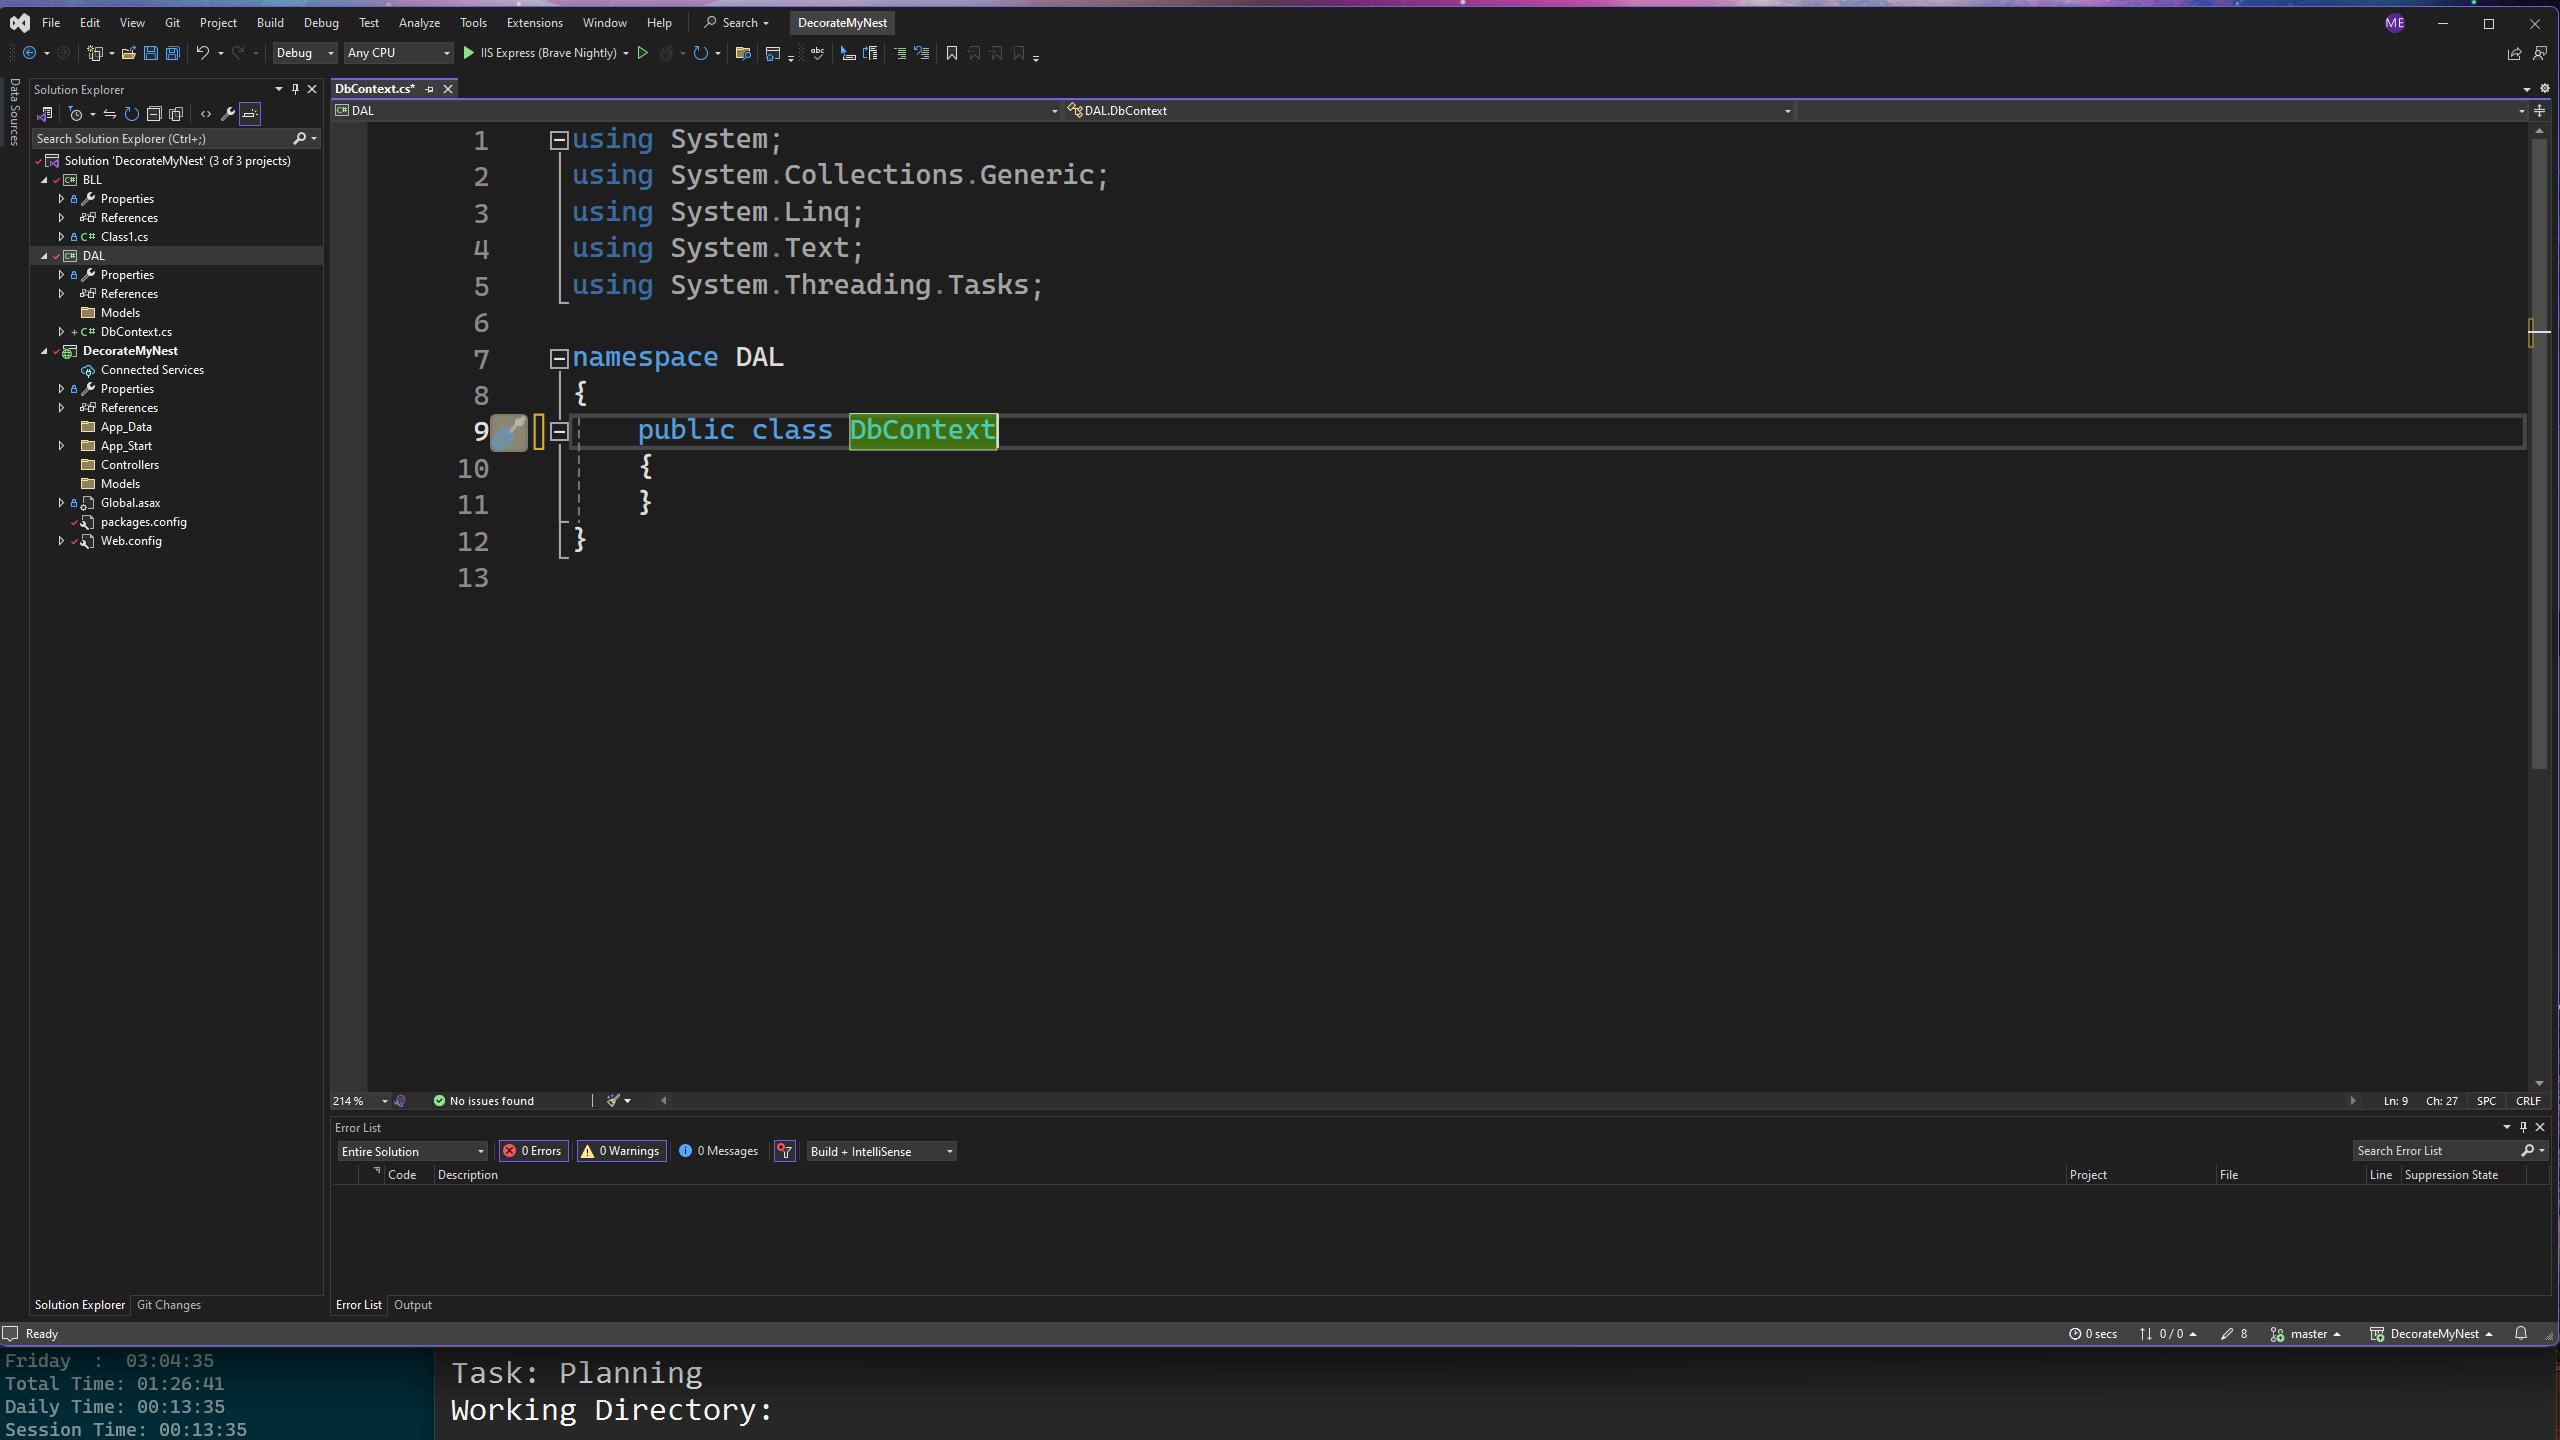 File Edit View Git Project Build Debug Test Analyze Tools Extensions Window Help Search DecorateMyNest ME
Debug Any CPU IIS Express (Brave Nightly)
Data Sources
Solution Explorer
Search Solution Explorer (Ctrl+;)
Solution 'DecorateMyNest' (3 of 3 projects)
C# BLL
Properties
References
C# Class1.cs
C# DAL
Properties
References
Models
+ C# DbContext.cs
DecorateMyNest
Connected Services
Properties
References
App_Data
App_Start
Controllers
Models
Global.asax
packages.config
Web.config
Solution Explorer Git Changes
DbContext.cs*
C# DAL DAL.DbContext
1 using System;
2 using System.Collections.Generic;
3 using System.Linq;
4 using System.Text;
5 using System.Threading.Tasks;
6
7 namespace DAL
8 {
9 public class DbContext
10 {
11 }
12 }
13
214 % No issues found Ln: 9 Ch: 27 SPC CRLF
Error List
Entire Solution 0 Errors 0 Warnings 0 Messages Build + IntelliSense Search Error List
Code Description Project File Line Suppression State
Error List Output
Ready 0 secs 0 / 0 8 master DecorateMyNest
Friday : 03:04:35
Total Time: 01:26:41
Daily Time: 00:13:35
Session Time: 00:13:35
Task: Planning
Working Directory: